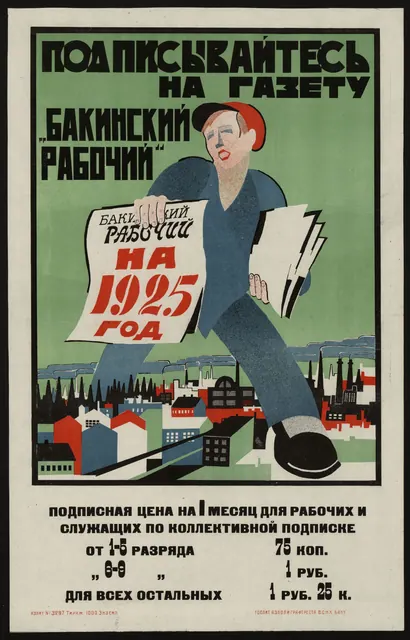 ПОДПИСЫВАЙТЕСЬ
НА ГАЗЕТУ
„БАКИНСКИЙ
РАБОЧИЙ“
БАКИНСКИЙ
РАБОЧИЙ
НА
1925
ГОД
ПОДПИСНАЯ ЦЕНА НА 1 МЕСЯЦ ДЛЯ РАБОЧИХ И
СЛУЖАЩИХ ПО КОЛЛЕКТИВНОЙ ПОДПИСКЕ
ОТ 1-5 РАЗРЯДА 75 КОП.
„ 6-9 „ 1 РУБ.
ДЛЯ ВСЕХ ОСТАЛЬНЫХ 1 РУБ. 25 К.